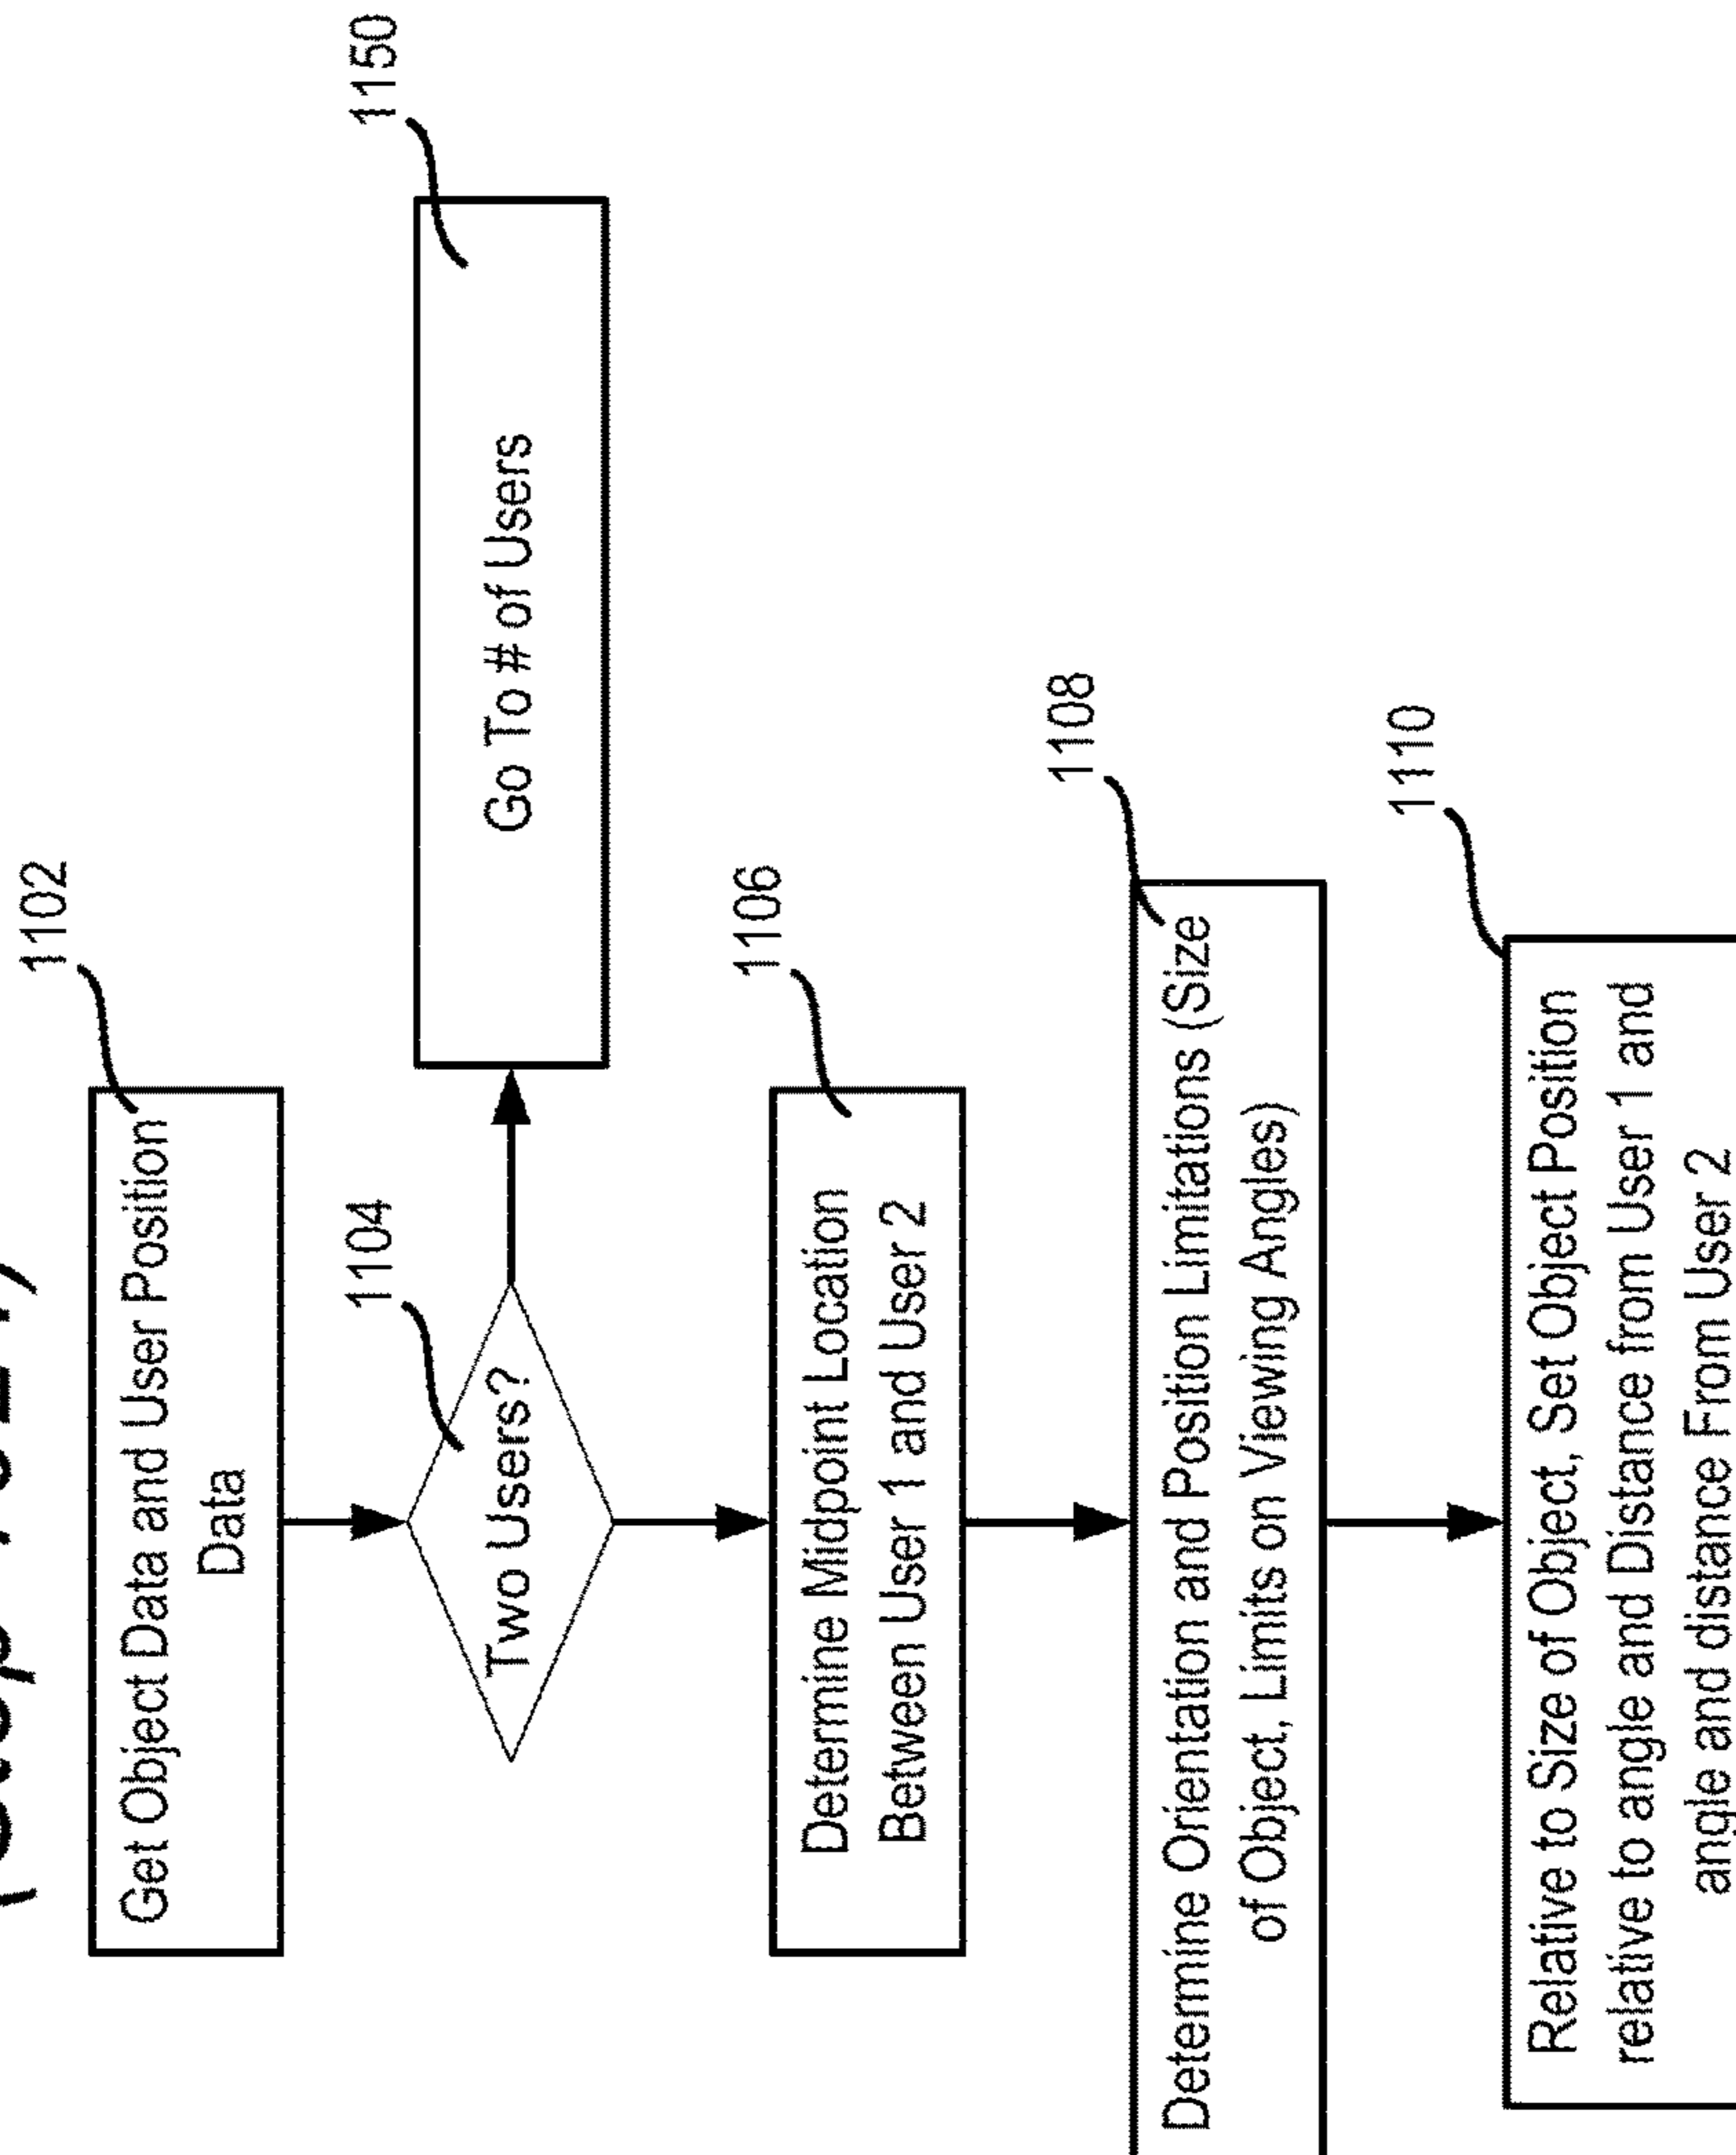 1102
Get Object Data and User Position
Data
1104
Two Users?
1150
Go To # of Users
1106
Determine Midpoint Location
Between User 1 and User 2
1108
Determine Orientation and Position Limitations (Size
of Object, Limits on Viewing Angles)
1110
Relative to Size of Object, Set Object Position
relative to angle and Distance from User 1 and
angle and distance From User 2